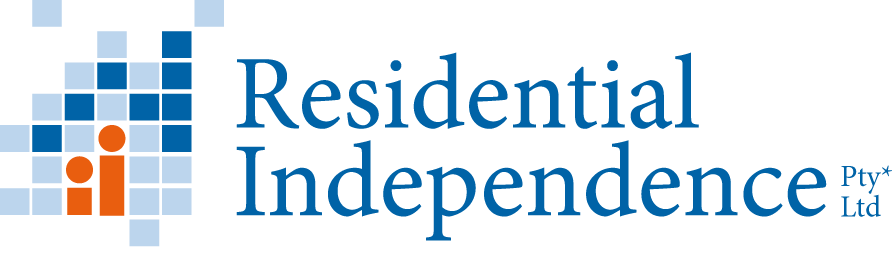 Residential
Independence
Pty*
Ltd